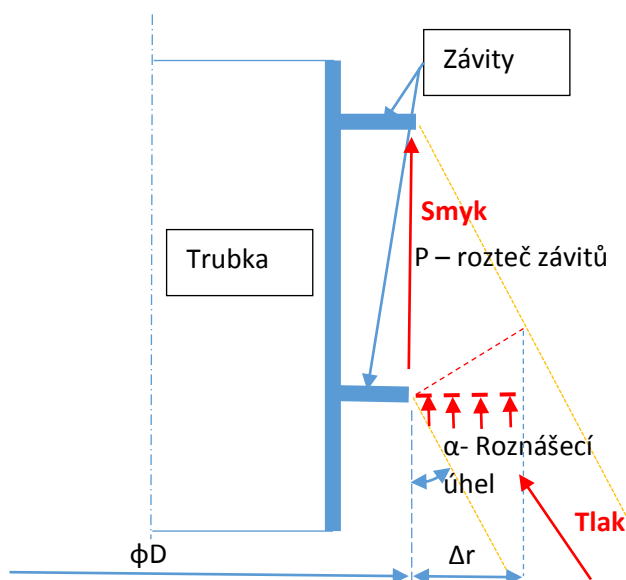 Závity
Smyk
Trubka
P – rozteč závitů
α- Roznášecí
úhel
Tlak
ϕD
Δr